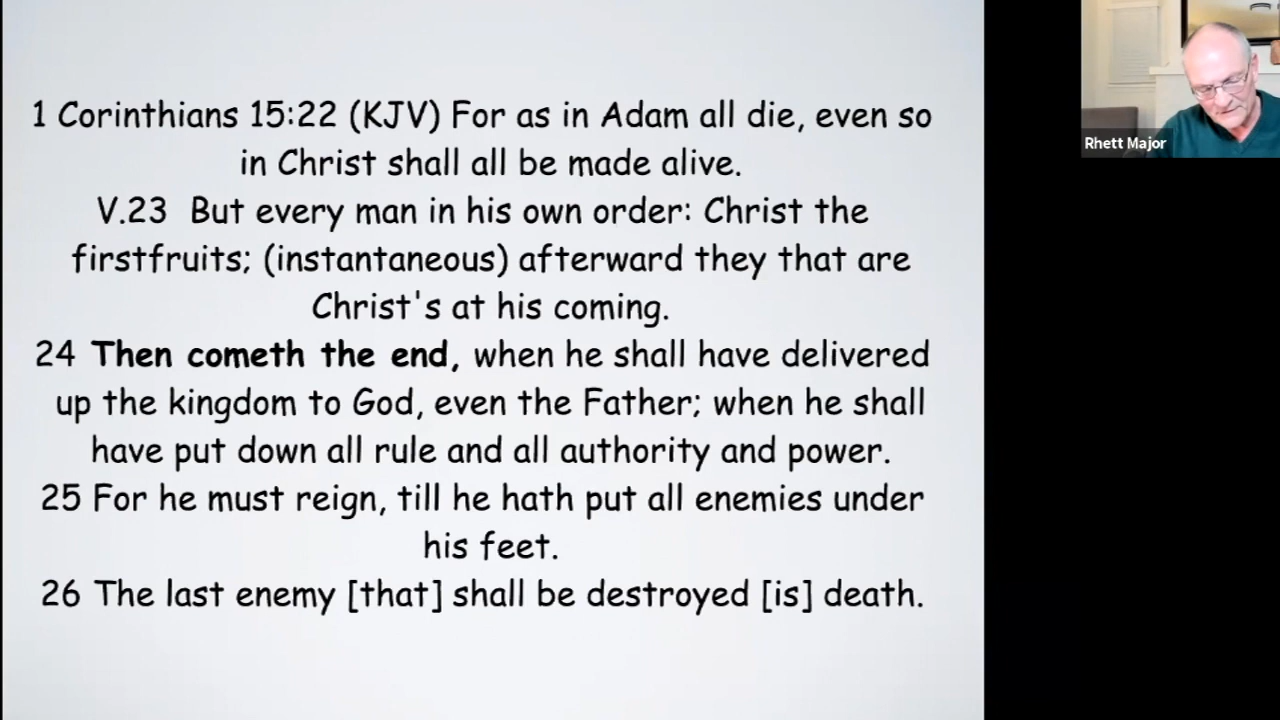 1 Corinthians 15:22 (KJV) For as in Adam all die, even so
in Christ shall all be made alive.
V.23 But every man in his own order: Christ the
firstfruits; (instantaneous) afterward they that are
Christ's at his coming.
24 Then cometh the end, when he shall have delivered
up the kingdom to God, even the Father; when he shall
have put down all rule and all authority and power.
25 For he must reign, till he hath put all enemies under
his feet.
26 The last enemy [that] shall be destroyed [is] death.
Rhett Major